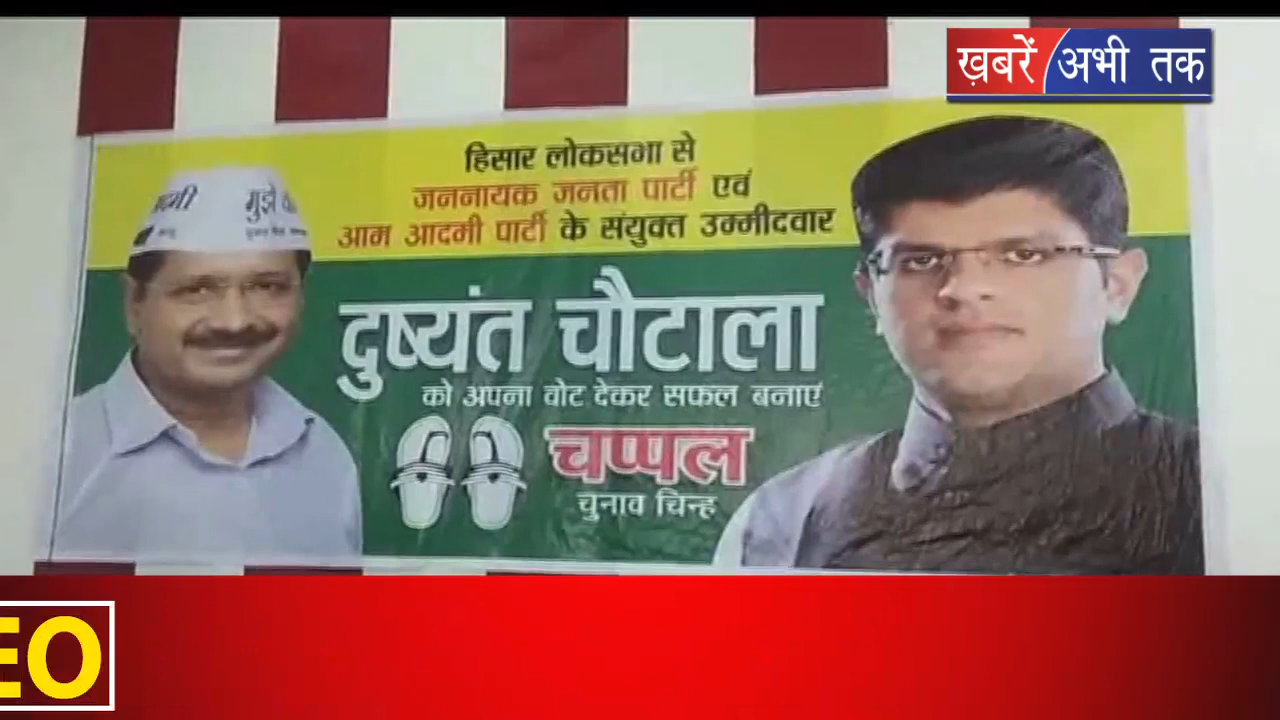 ख़बरें अभी तक
हिसार लोकसभा से
जननायक जनता पार्टी एवं
आम आदमी पार्टी के संयुक्त उम्मीदवार
मुझे
दुष्यंत चौटाला
को अपना वोट देकर सफल बनाएं
चप्पल
चुनाव चिन्ह
EO